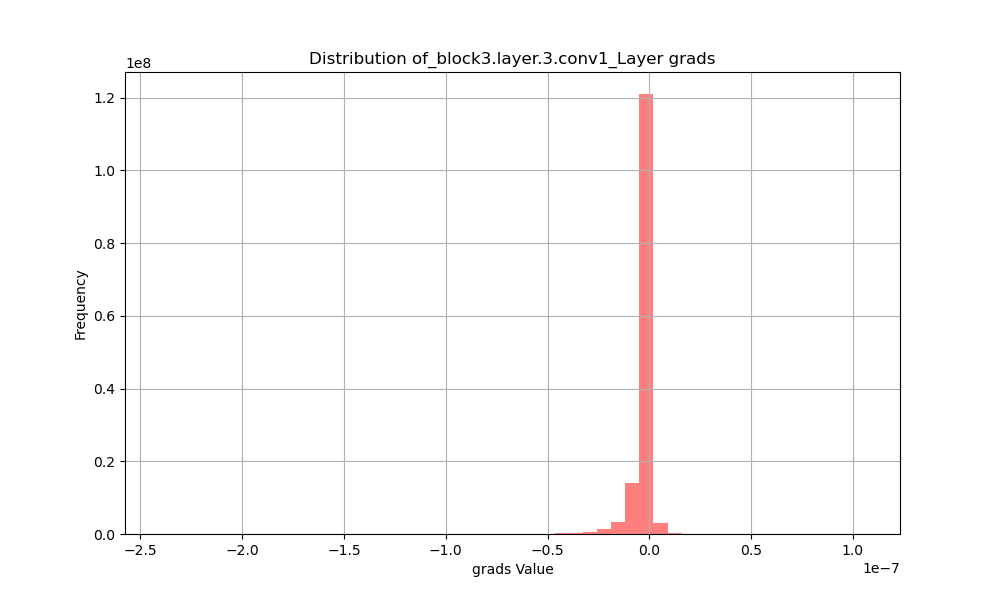 Distribution of_block3.layer.3.conv1_Layer grads
1e8
1.2
1.0
0.8
0.6
0.4
0.2
0.0
Frequency
−2.5 −2.0 −1.5 −1.0 −0.5 0.0 0.5 1.0
grads Value
1e−7